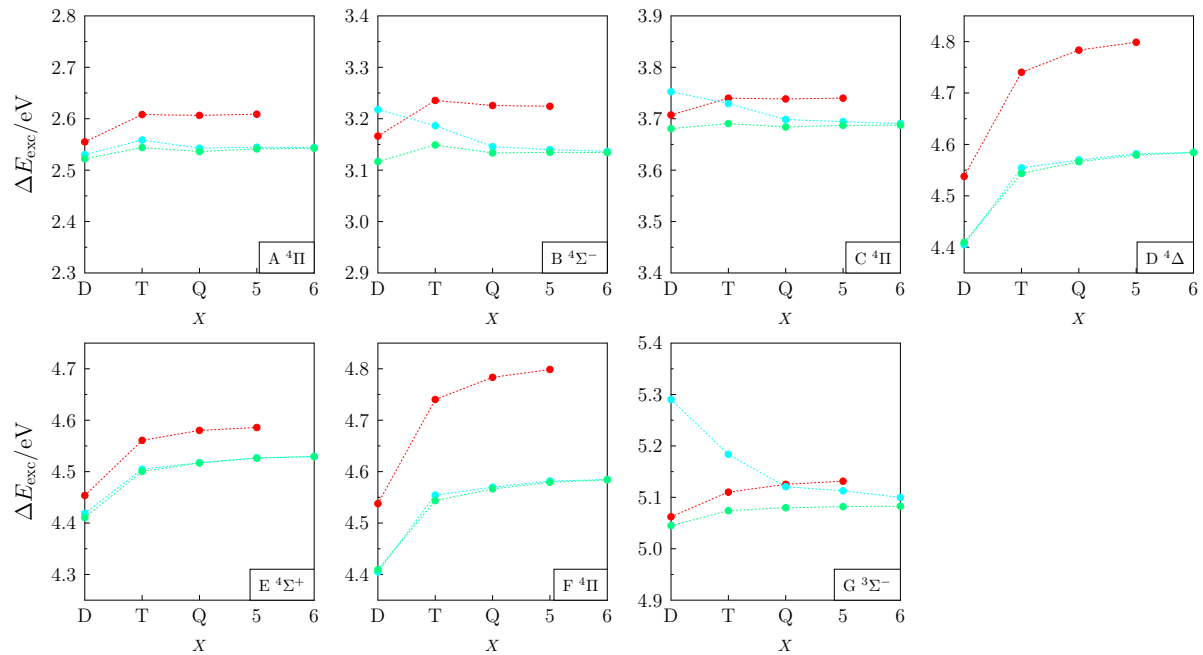 2.8
2.7
2.6
2.5
2.4
2.3
ΔE_exc/eV
D T Q 5 6
X
A ⁴Π
3.4
3.3
3.2
3.1
3.0
2.9
D T Q 5 6
X
B ⁴Σ⁻
3.9
3.8
3.7
3.6
3.5
3.4
D T Q 5 6
X
C ⁴Π
4.8
4.7
4.6
4.5
4.4
D T Q 5 6
X
D ⁴Δ
4.7
4.6
4.5
4.4
4.3
ΔE_exc/eV
D T Q 5 6
X
E ⁴Σ⁺
4.8
4.7
4.6
4.5
4.4
D T Q 5 6
X
F ⁴Π
5.4
5.3
5.2
5.1
5.0
4.9
D T Q 5 6
X
G ³Σ⁻